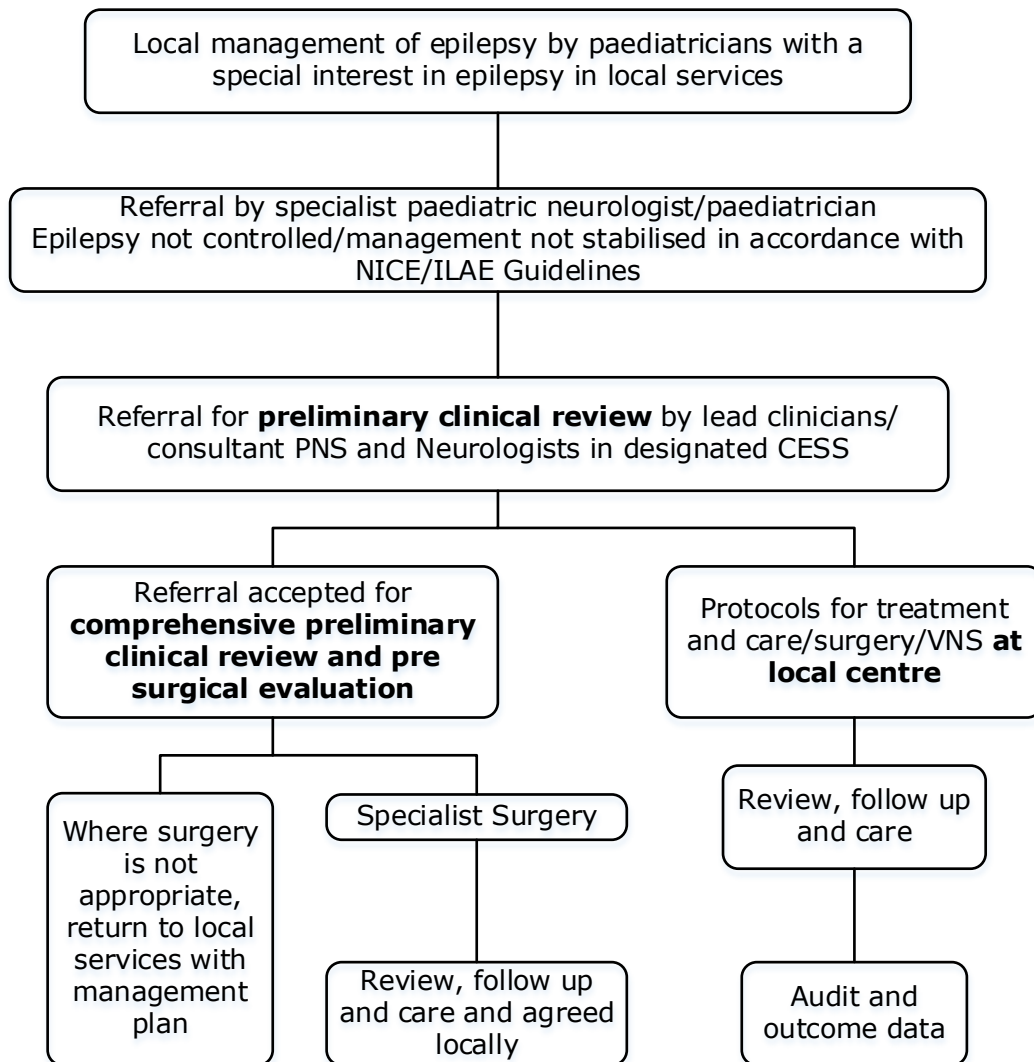 Local management of epilepsy by paediatricians with a
special interest in epilepsy in local services
Referral by specialist paediatric neurologist/paediatrician
Epilepsy not controlled/management not stabilised in accordance with
NICE/ILAE Guidelines
Referral for preliminary clinical review by lead clinicians/
consultant PNS and Neurologists in designated CESS
Referral accepted for
comprehensive preliminary
clinical review and pre
surgical evaluation
Protocols for treatment
and care/surgery/VNS at
local centre
Where surgery
is not
appropriate,
return to local
services with
management
plan
Specialist Surgery
Review, follow up
and care and agreed
locally
Review, follow up
and care
Audit and
outcome data